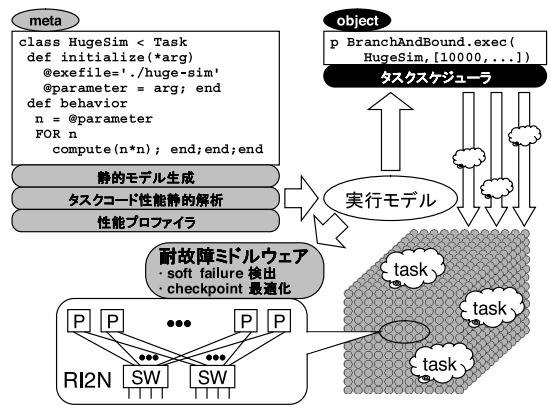 meta
class HugeSim < Task
def initialize(*arg)
@exefile='./huge-sim'
@parameter = arg; end
def behavior
n = @parameter
FOR n
compute(n*n); end;end;end
静的モデル生成
タスクコード性能静的解析
性能プロファイラ
object
p BranchAndBound.exec(
HugeSim,[10000,...])
タスクスケジューラ
実行モデル
耐故障ミドルウェア
・soft failure 検出
・checkpoint 最適化
P P ●●● P P
●●● ●●●
SW SW
RI2N
task
task
task